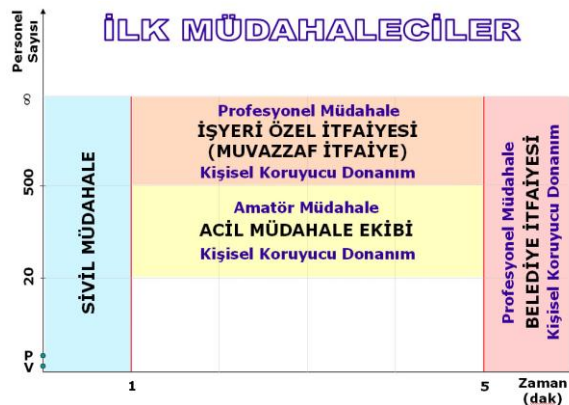 Personel
Sayısı
İLK MÜDAHALECİLER
∞
500
20
P
V
SİVİL MÜDAHALE
Profesyonel Müdahale
İŞYERİ ÖZEL İTFAİYESİ
(MUVAZZAF İTFAİYE)
Kişisel Koruyucu Donanım
Amatör Müdahale
ACİL MÜDAHALE EKİBİ
Kişisel Koruyucu Donanım
Profesyonel Müdahale
BELEDİYE İTFAİYESİ
Kişisel Koruyucu Donanım
1
5
Zaman
(dak)